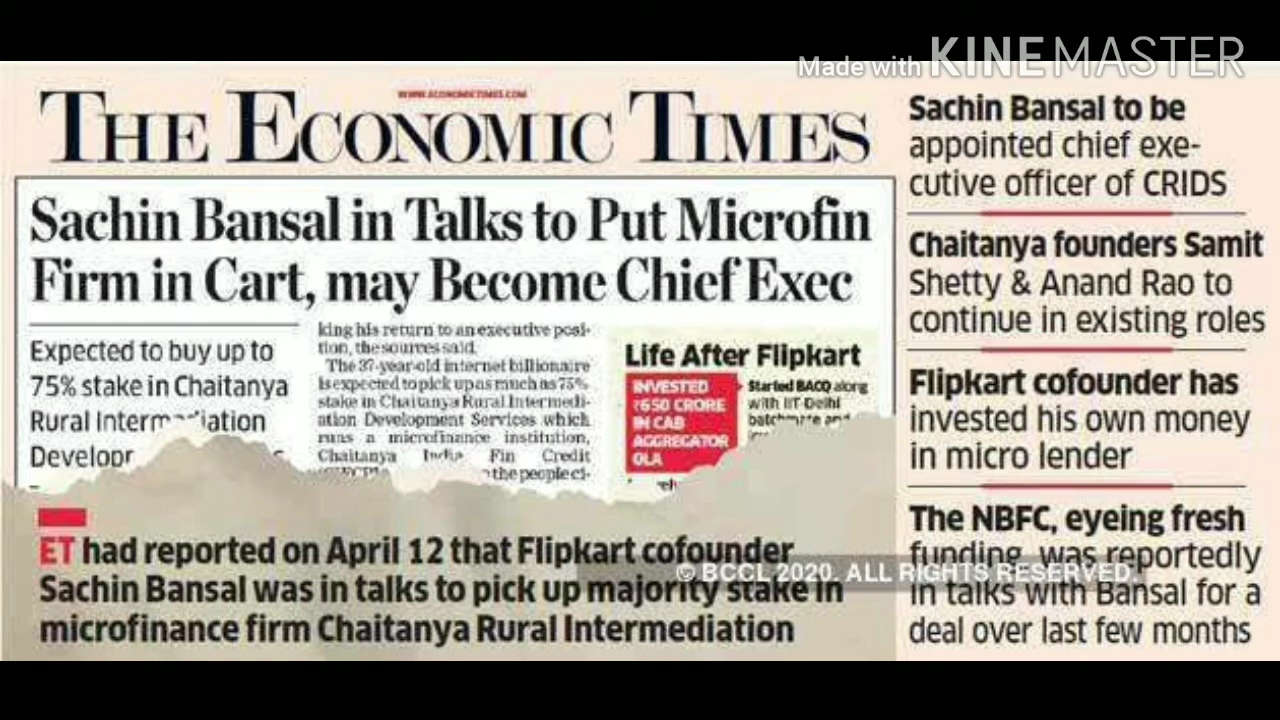 Made with KINEMASTER
WWW.ECONOMICTIMES.COM
THE ECONOMIC TIMES
Sachin Bansal in Talks to Put Microfin
Firm in Cart, may Become Chief Exec
Expected to buy up to
75% stake in Chaitanya
Rural
Developr
king his return to an executive posi-
tion, the sources said.
The 37-year-old internet billionaire
is expected to pick up as much as 75%
stake in Chaitanya Rural Intermedi-
ation Development Services which
runs a microfinance institution,
Chaitanya India Fin Credit
the people ci-
Life After Flipkart
INVESTED
₹650 CRORE
IN CAB
AGGREGATOR
OLA
Started BACQ along
with IIT-Delhi
ET had reported on April 12 that Flipkart cofounder
Sachin Bansal was in talks to pick up majority stake in
microfinance firm Chaitanya Rural Intermediation
Sachin Bansal to be
appointed chief exe-
cutive officer of CRIDS
Chaitanya founders Samit
Shetty & Anand Rao to
continue in existing roles
Flipkart cofounder has
invested his own money
in micro lender
The NBFC, eyeing fresh
funding, was reportedly
in talks with Bansal for a
deal over last few months
© BCCL 2020. ALL RIGHTS RESERVED.